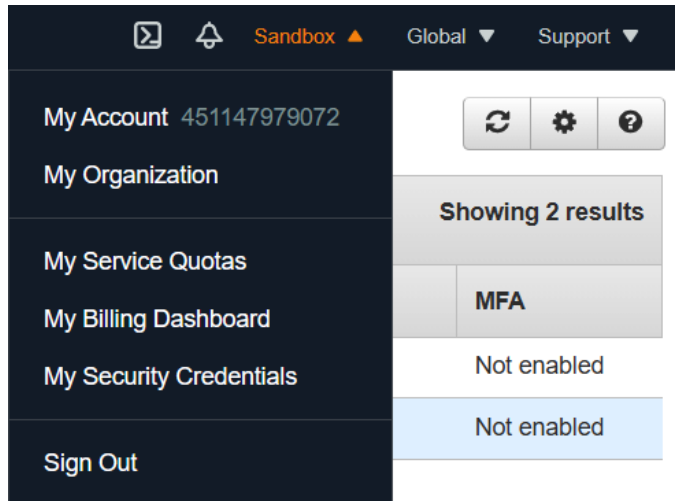 Sandbox Global Support
My Account 451147979072
My Organization
Showing 2 results
My Service Quotas
MFA
My Billing Dashboard
My Security Credentials
Not enabled
Not enabled
Sign Out